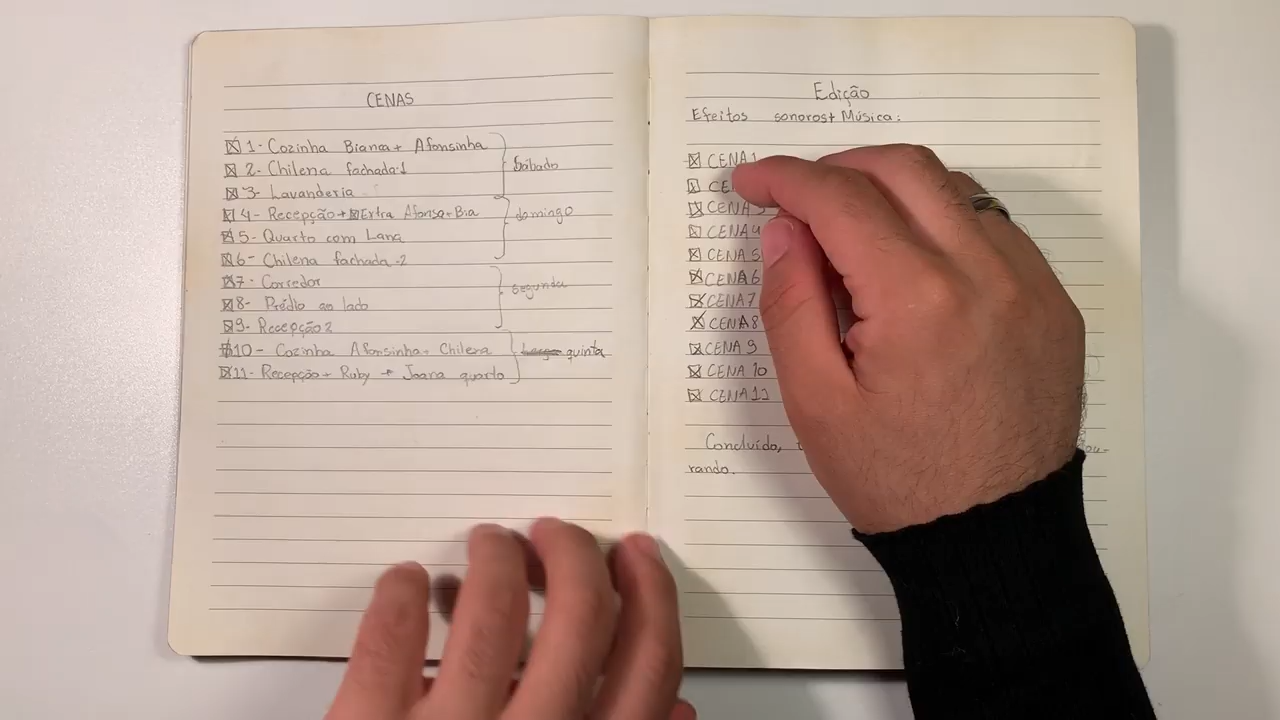 CENAS
1- Cozinha Bianca + Afonsinha
2- Chilena fachada-1
3- Lavanderia
sábado
4- Recepção + Extra Afonso + Bia
5- Quarto com Lana
6- Chilena fachada-2
domingo
7- Corredor
8- Prédio ao lado
9- Recepção 2
segunda
10- Cozinha Afonsinha + Chilena
11- Recepção + Ruby → Joana quarto
quinta
Edição
Efeitos sonoros + Música:
CENA 1
CENA 3
CENA 4
CENA 5
CENA 6
CENA 7
CENA 8
CENA 9
CENA 10
CENA 11
Concluído,
rando.